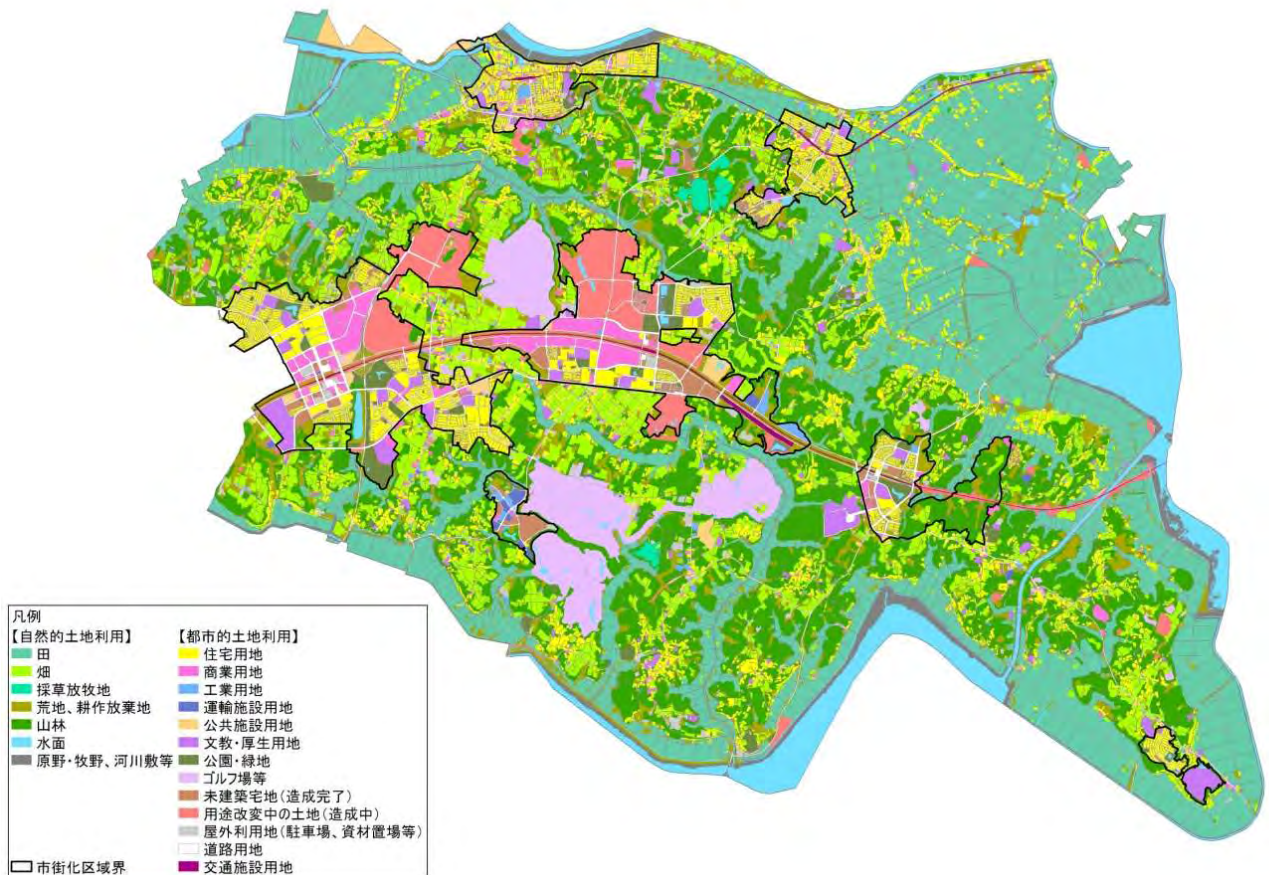 凡例
【自然的土地利用】
田
畑
採草放牧地
荒地、耕作放棄地
山林
水面
原野・牧野、河川敷等
市街化区域界
【都市的土地利用】
住宅用地
商業用地
工業用地
運輸施設用地
公共施設用地
文教・厚生用地
公園・緑地
ゴルフ場等
未建築宅地（造成完了）
用途改変中の土地（造成中）
屋外利用地（駐車場、資材置場等）
道路用地
交通施設用地